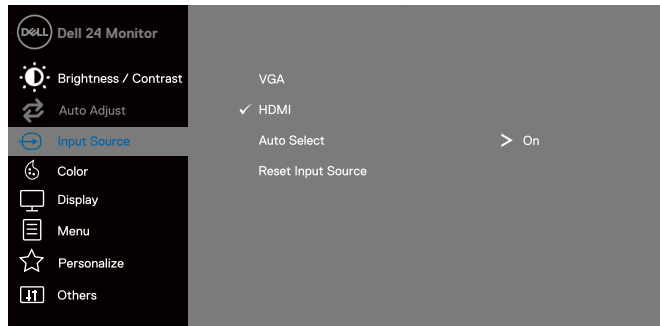 DELL Dell 24 Monitor
Brightness / Contrast
VGA
Auto Adjust
HDMI
Input Source
Auto Select
On
Color
Reset Input Source
Display
Menu
Personalize
Others